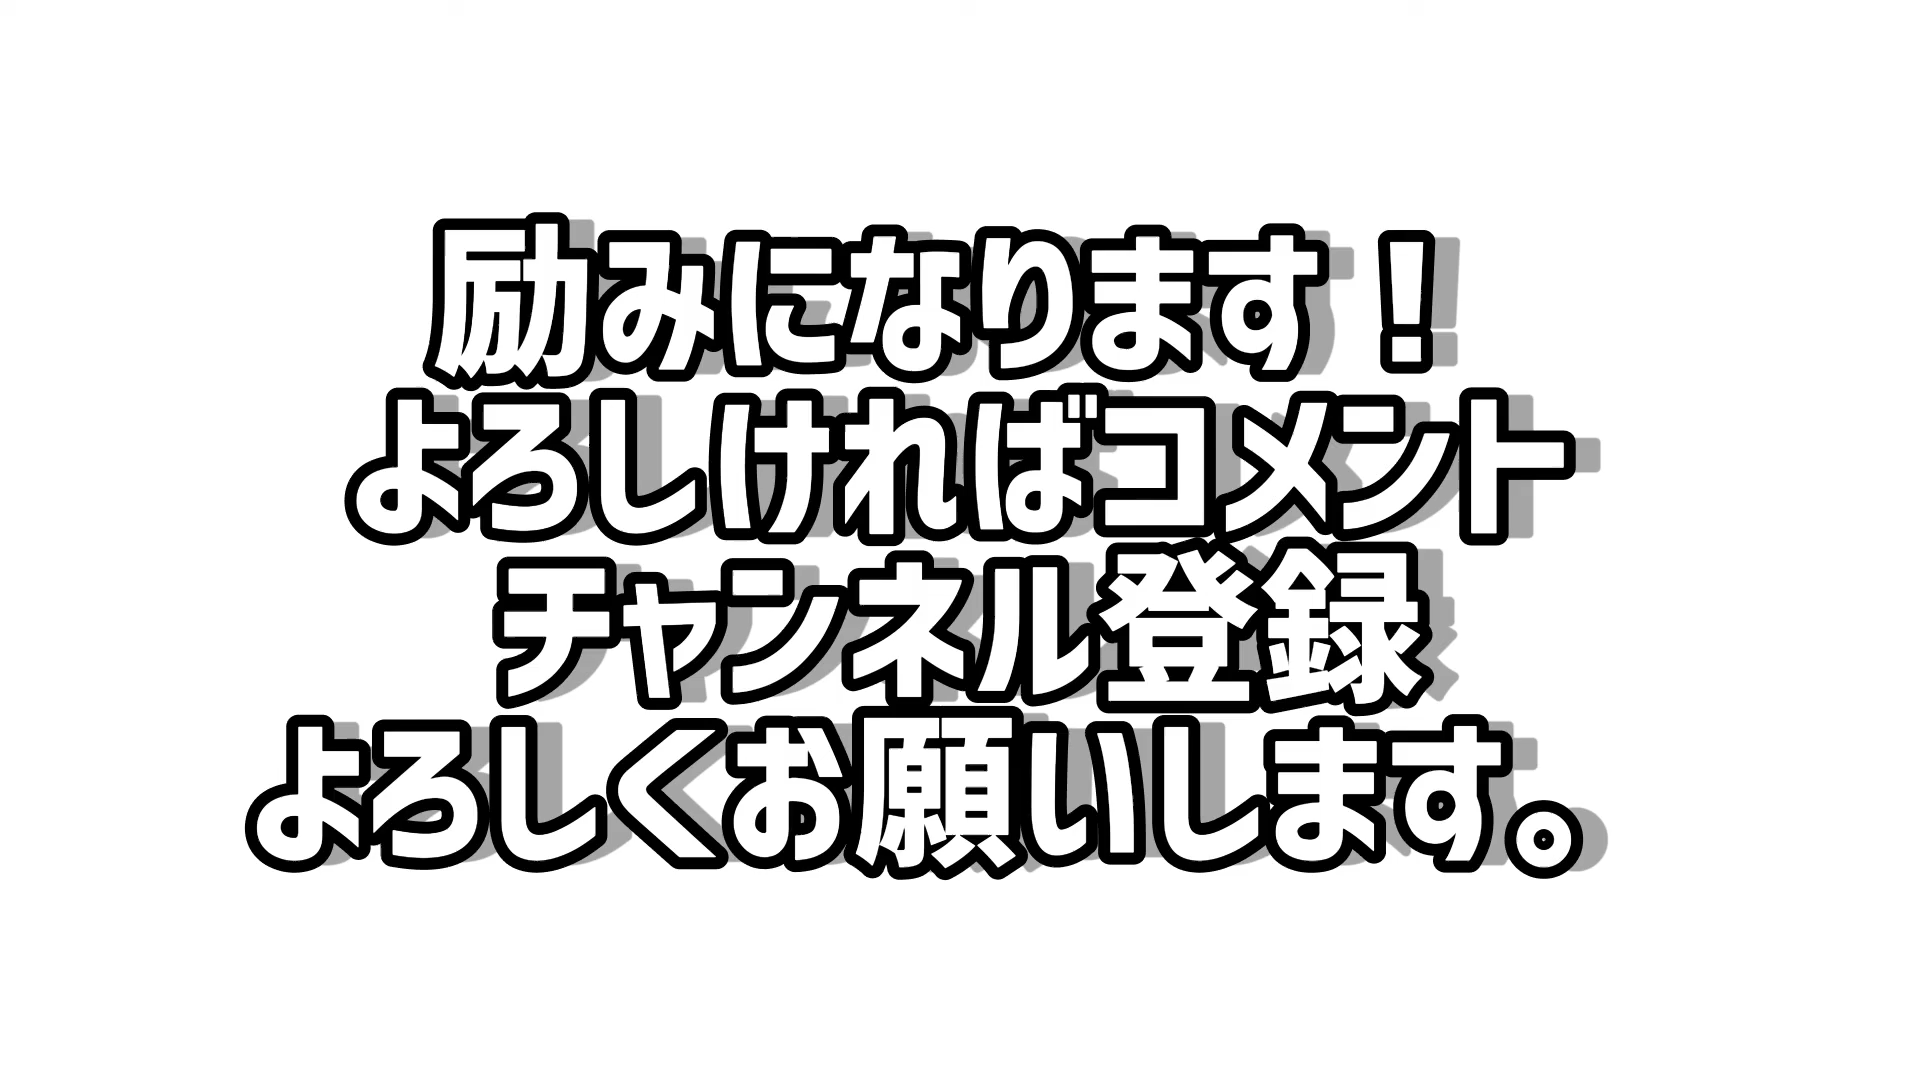 励みになります！
よろしければコメント
チャンネル登録
よろしくお願いします。